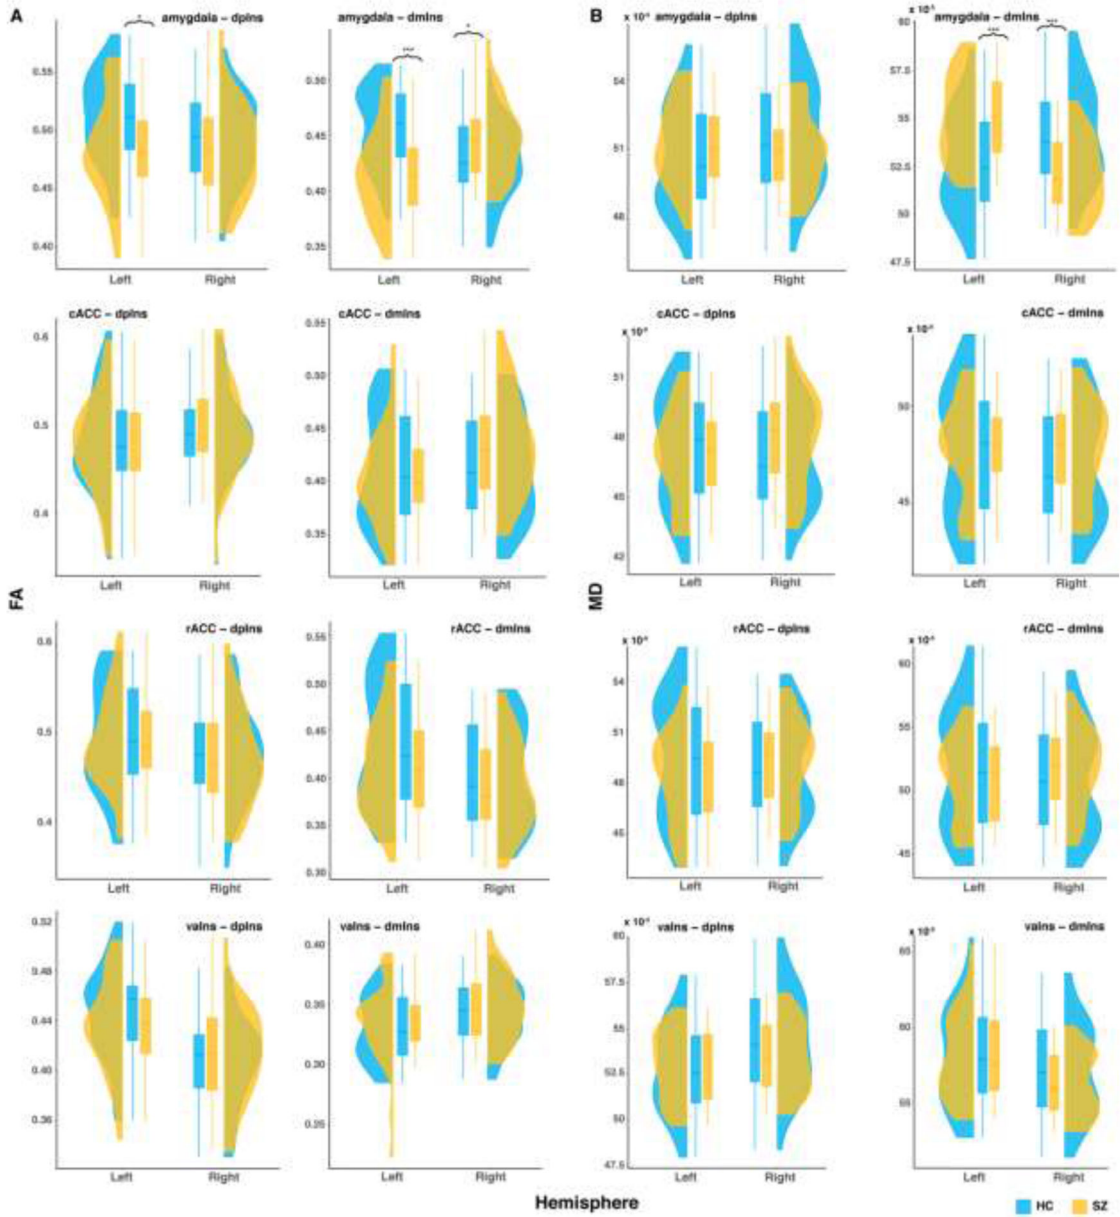 A
amygdala – dpIns
*
0.55
0.50
0.45
0.40
Left
Right
amygdala – dmIns
*
***
0.50
0.45
0.40
0.35
Left
Right
B
amygdala – dpIns
54
51
48
Left
Right
amygdala – dmIns
***
***
60
57.5
55
52.5
50
47.5
Left
Right
cACC – dpIns
0.6
0.5
Left
Right
cACC – dmIns
0.55
0.50
0.45
0.40
0.35
Left
Right
cACC – dpIns
51
48
45
42
Left
Right
cACC – dmIns
50
45
Left
Right
FA
rACC – dpIns
0.6
0.5
0.4
Left
Right
rACC – dmIns
0.55
0.50
0.45
0.40
0.35
0.30
Left
Right
MD
rACC – dpIns
54
51
48
45
Left
Right
rACC – dmIns
60
55
50
45
Left
Right
vaIns – dpIns
0.52
0.48
0.44
0.40
0.36
Left
Right
vaIns – dmIns
0.40
0.35
0.30
0.25
Left
Right
vaIns – dpIns
60
57.5
55
52.5
50
47.5
Left
Right
vaIns – dmIns
65
60
55
Left
Right
Hemisphere
HC
SZ